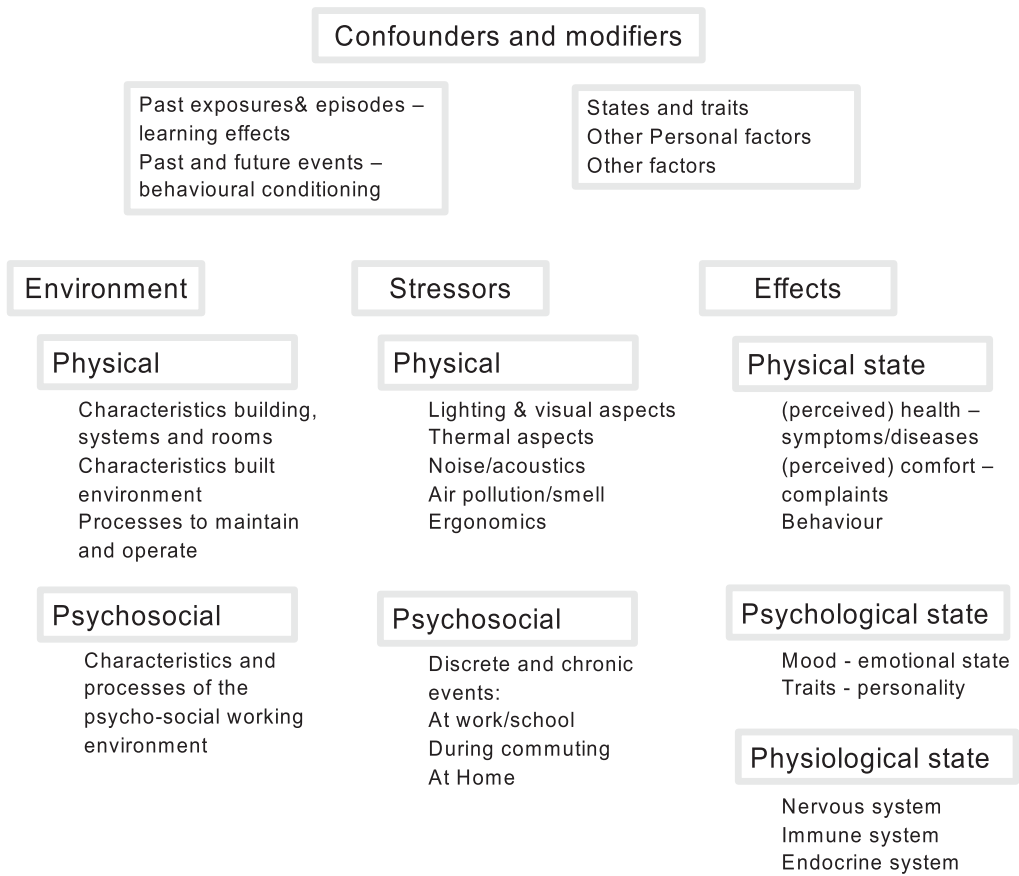 Confounders and modifiers
Past exposures& episodes –
learning effects
Past and future events –
behavioural conditioning
States and traits
Other Personal factors
Other factors
Environment
Physical
Characteristics building,
systems and rooms
Characteristics built
environment
Processes to maintain
and operate
Psychosocial
Characteristics and
processes of the
psycho-social working
environment
Stressors
Physical
Lighting & visual aspects
Thermal aspects
Noise/acoustics
Air pollution/smell
Ergonomics
Psychosocial
Discrete and chronic
events:
At work/school
During commuting
At Home
Effects
Physical state
(perceived) health –
symptoms/diseases
(perceived) comfort –
complaints
Behaviour
Psychological state
Mood - emotional state
Traits - personality
Physiological state
Nervous system
Immune system
Endocrine system